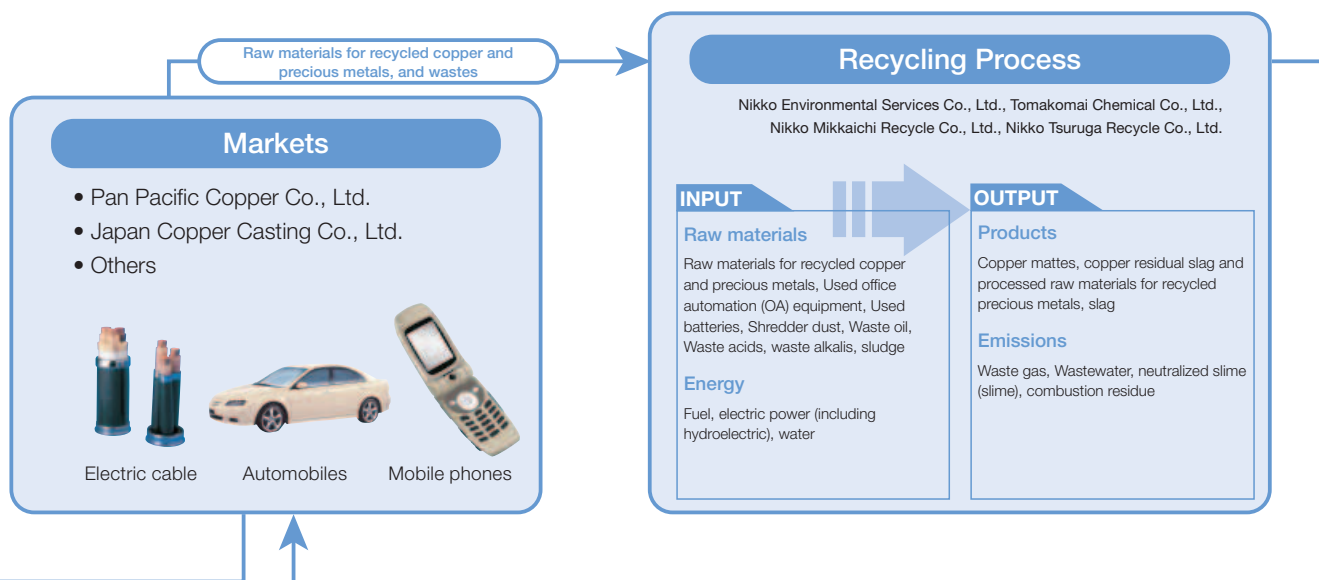 Raw materials for recycled copper and
precious metals, and wastes
Markets
• Pan Pacific Copper Co., Ltd.
• Japan Copper Casting Co., Ltd.
• Others
Electric cable
Automobiles
Mobile phones
Recycling Process
Nikko Environmental Services Co., Ltd., Tomakomai Chemical Co., Ltd.,
Nikko Mikkaichi Recycle Co., Ltd., Nikko Tsuruga Recycle Co., Ltd.
INPUT
Raw materials
Raw materials for recycled copper
and precious metals, Used office
automation (OA) equipment, Used
batteries, Shredder dust, Waste oil,
Waste acids, waste alkalis, sludge
Energy
Fuel, electric power (including
hydroelectric), water
OUTPUT
Products
Copper mattes, copper residual slag and
processed raw materials for recycled
precious metals, slag
Emissions
Waste gas, Wastewater, neutralized slime
(slime), combustion residue